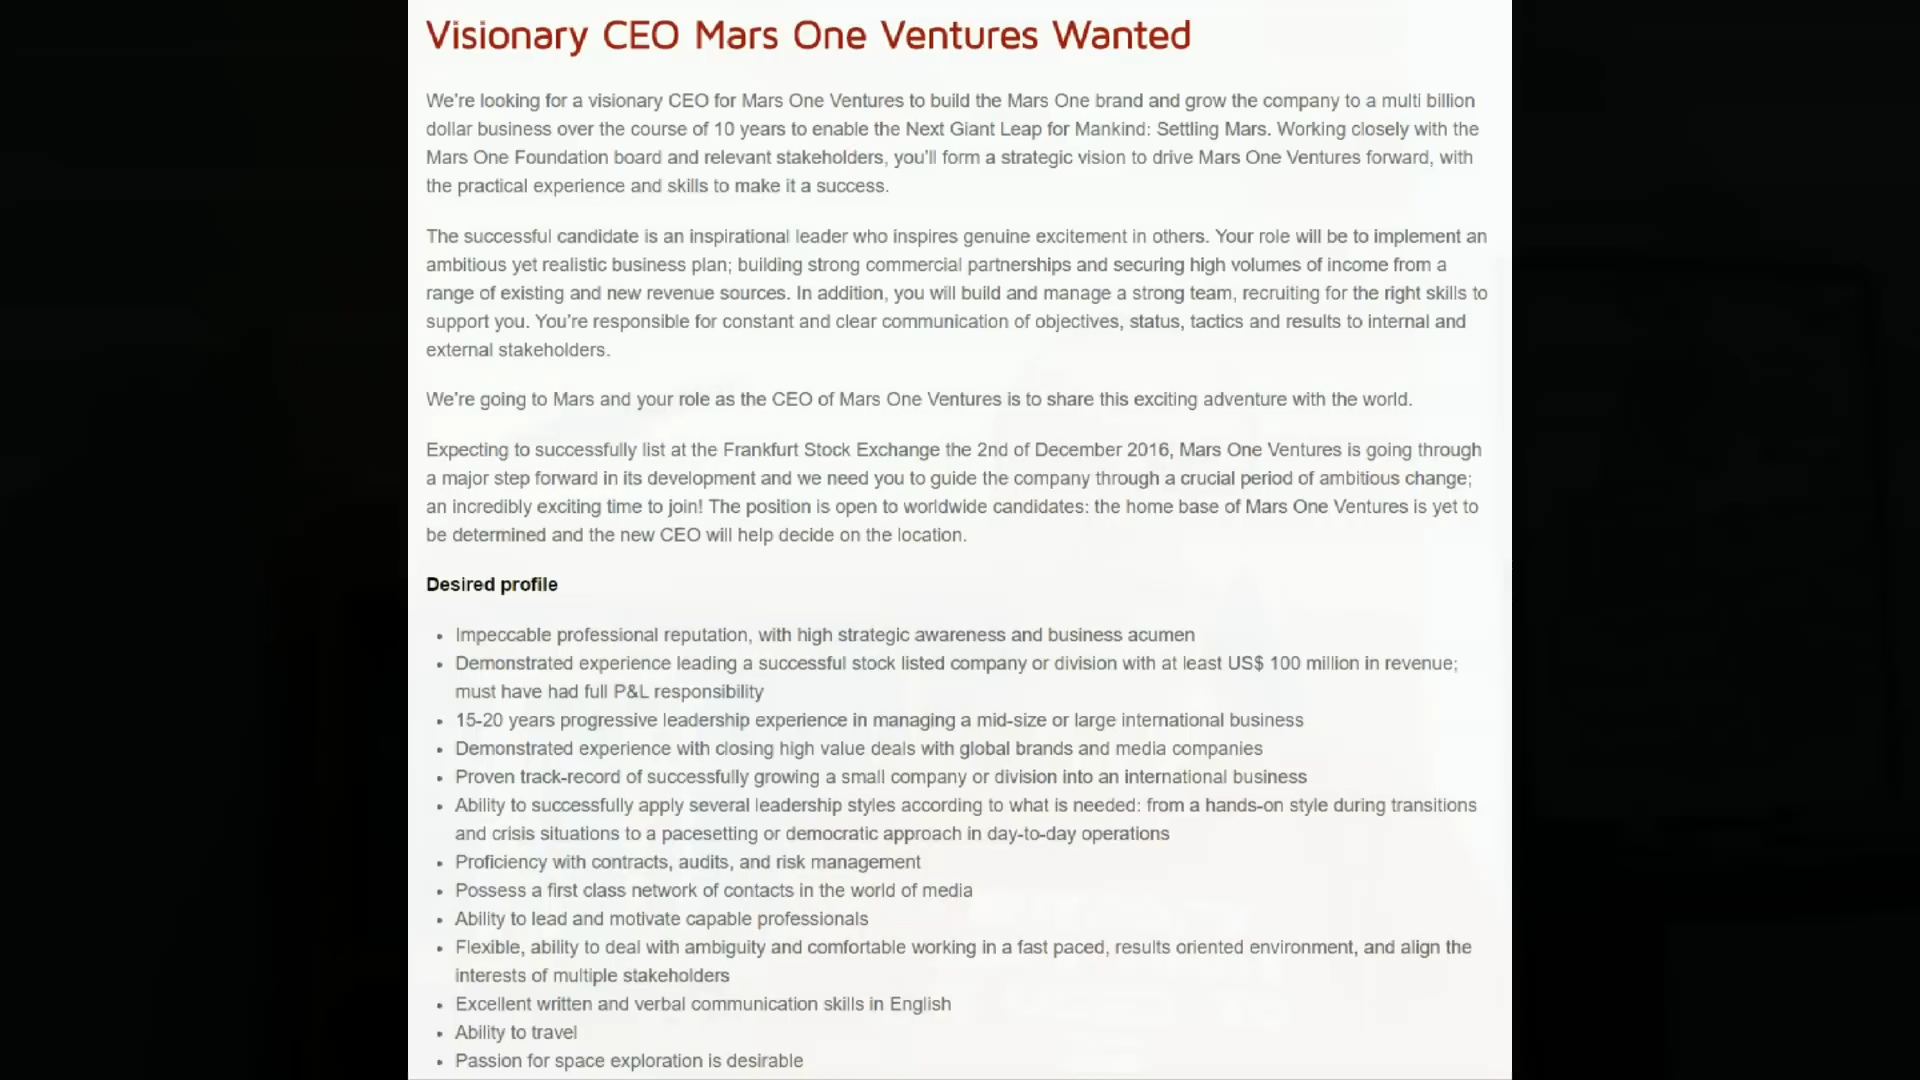 Visionary CEO Mars One Ventures Wanted
We're looking for a visionary CEO for Mars One Ventures to build the Mars One brand and grow the company to a multi billion
dollar business over the course of 10 years to enable the Next Giant Leap for Mankind: Settling Mars. Working closely with the
Mars One Foundation board and relevant stakeholders, you'll form a strategic vision to drive Mars One Ventures forward, with
the practical experience and skills to make it a success.
The successful candidate is an inspirational leader who inspires genuine excitement in others. Your role will be to implement an
ambitious yet realistic business plan; building strong commercial partnerships and securing high volumes of income from a
range of existing and new revenue sources. In addition, you will build and manage a strong team, recruiting for the right skills to
support you. You're responsible for constant and clear communication of objectives, status, tactics and results to internal and
external stakeholders.
We're going to Mars and your role as the CEO of Mars One Ventures is to share this exciting adventure with the world.
Expecting to successfully list at the Frankfurt Stock Exchange the 2nd of December 2016, Mars One Ventures is going through
a major step forward in its development and we need you to guide the company through a crucial period of ambitious change;
an incredibly exciting time to join! The position is open to worldwide candidates: the home base of Mars One Ventures is yet to
be determined and the new CEO will help decide on the location.
Desired profile
• Impeccable professional reputation, with high strategic awareness and business acumen
• Demonstrated experience leading a successful stock listed company or division with at least US$ 100 million in revenue;
must have had full P&L responsibility
• 15-20 years progressive leadership experience in managing a mid-size or large international business
• Demonstrated experience with closing high value deals with global brands and media companies
• Proven track-record of successfully growing a small company or division into an international business
• Ability to successfully apply several leadership styles according to what is needed: from a hands-on style during transitions
and crisis situations to a pacesetting or democratic approach in day-to-day operations
• Proficiency with contracts, audits, and risk management
• Possess a first class network of contacts in the world of media
• Ability to lead and motivate capable professionals
• Flexible, ability to deal with ambiguity and comfortable working in a fast paced, results oriented environment, and align the
interests of multiple stakeholders
• Excellent written and verbal communication skills in English
• Ability to travel
• Passion for space exploration is desirable